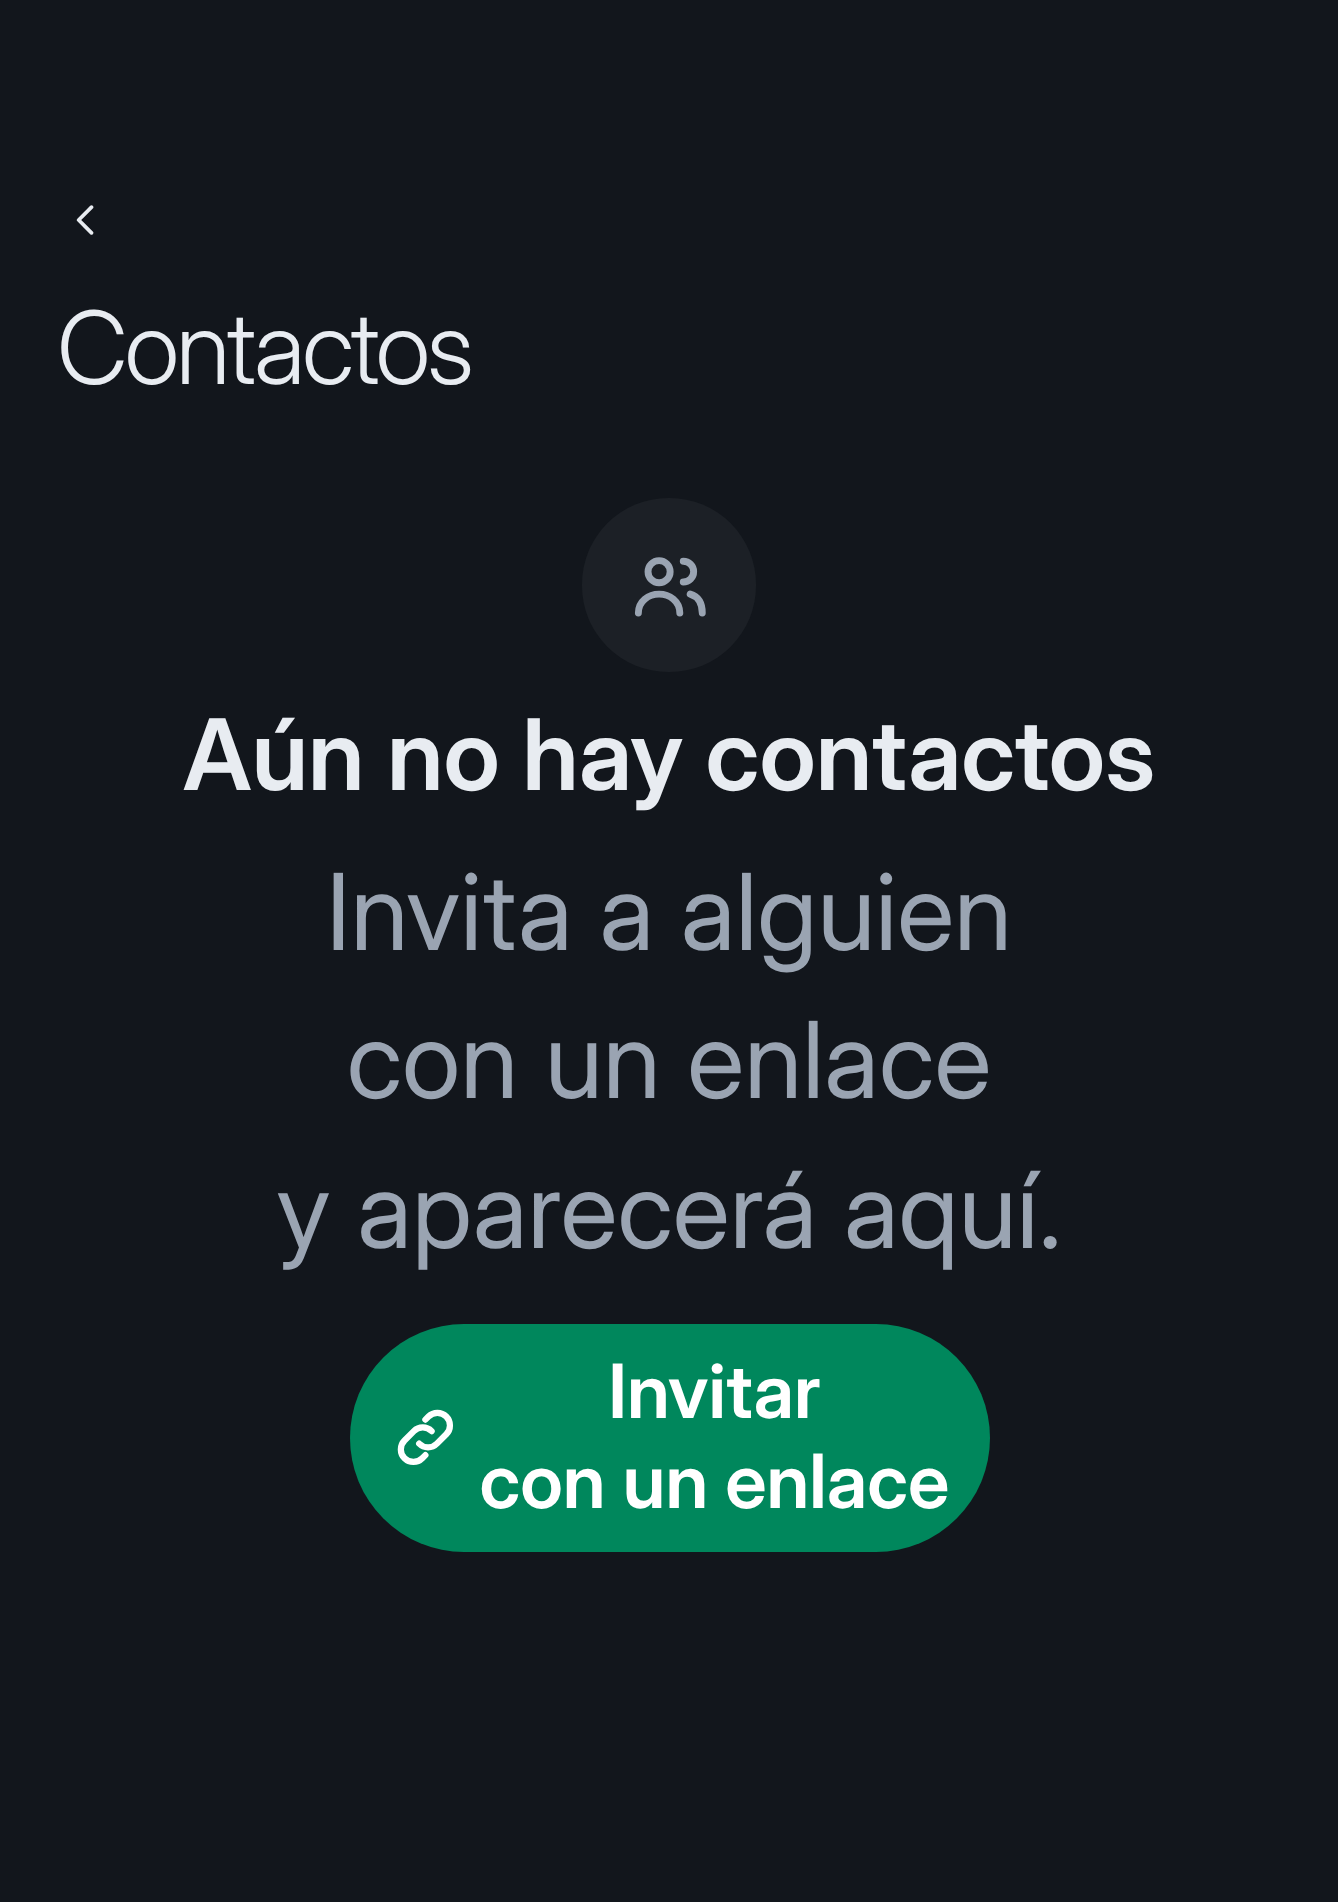 Contactos
Aún no hay contactos
Invita a alguien
con un enlace
y aparecerá aquí.
Invitar
con un enlace